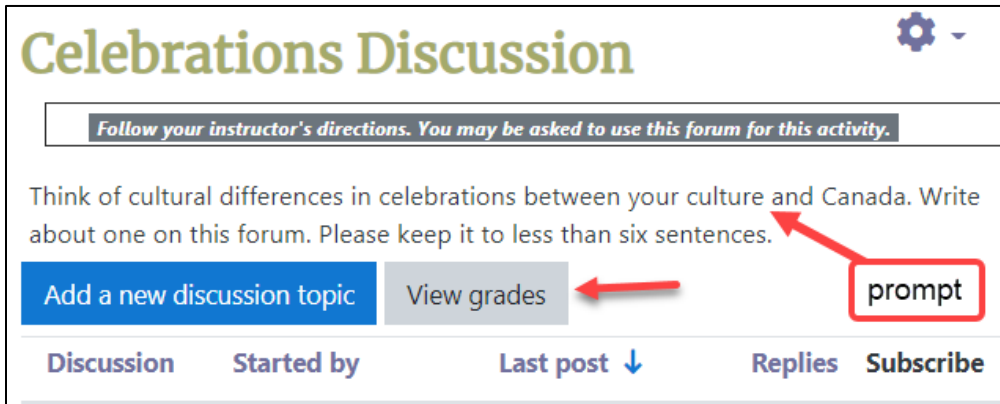 Celebrations Discussion
Follow your instructor's directions. You may be asked to use this forum for this activity.
Think of cultural differences in celebrations between your culture and Canada. Write
about one on this forum. Please keep it to less than six sentences.
Add a new discussion topic View grades prompt
Discussion Started by Last post ↓ Replies Subscribe